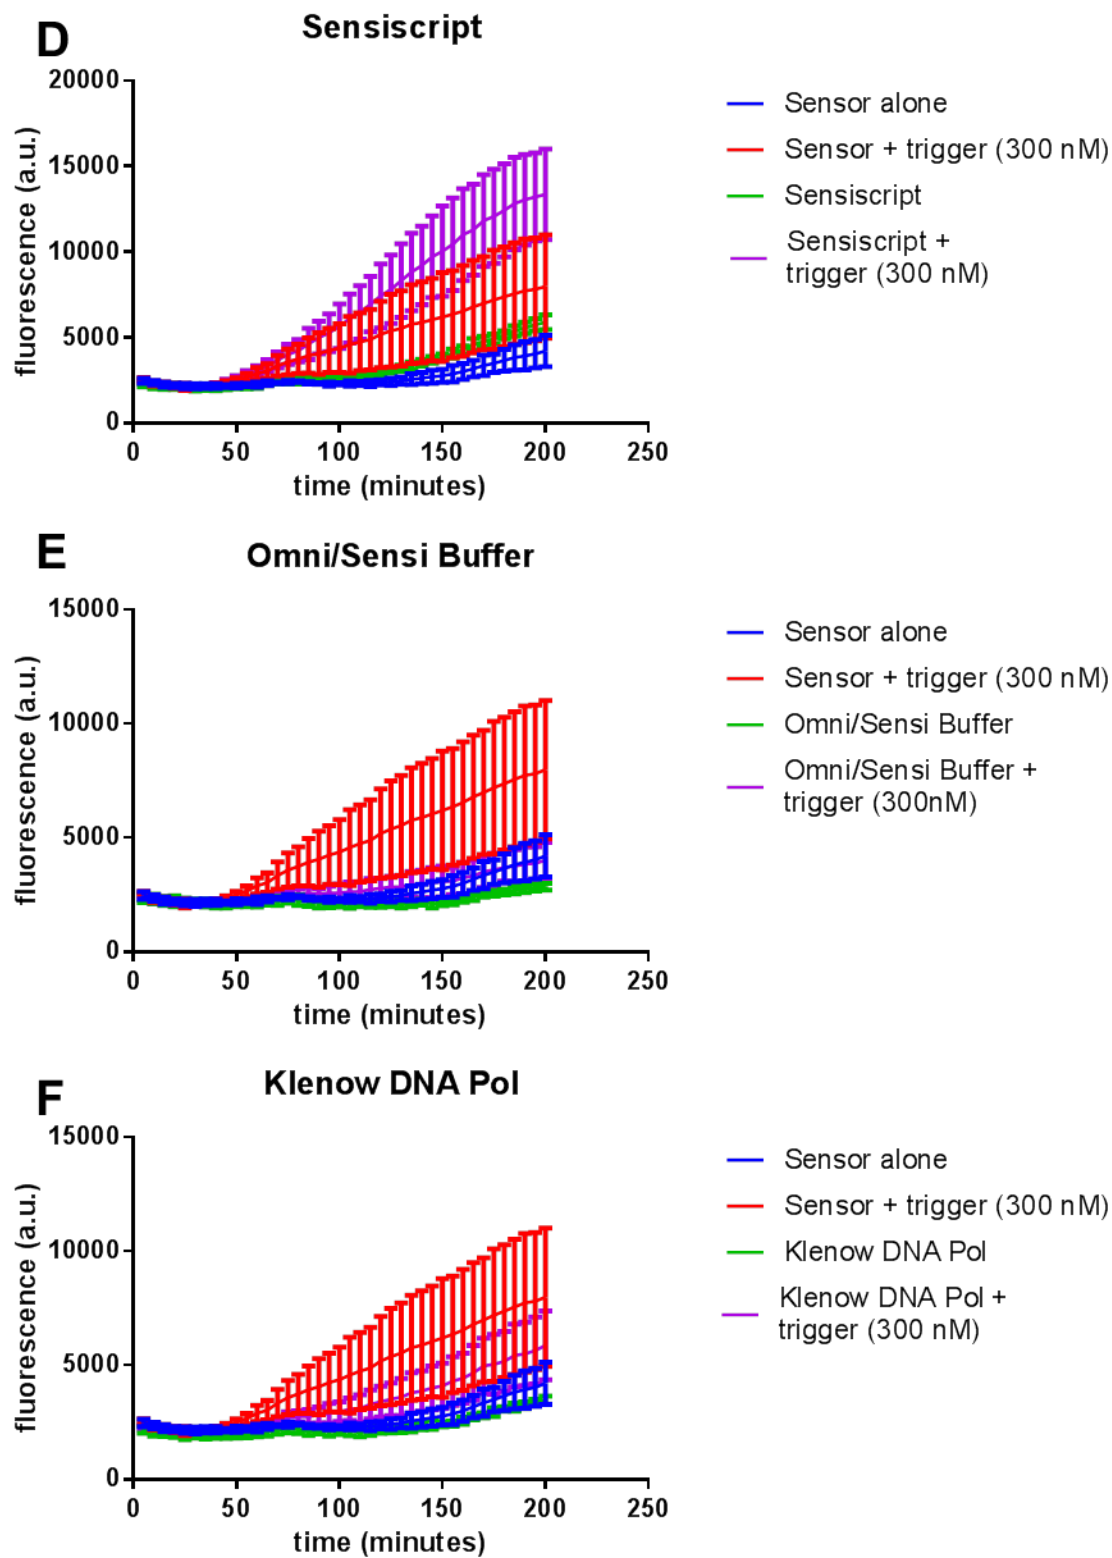 D
Sensiscript
fluorescence (a.u.)
20000
15000
10000
5000
0
0 50 100 150 200 250
time (minutes)
Sensor alone
Sensor + trigger (300 nM)
Sensiscript
Sensiscript +
trigger (300 nM)
E
Omni/Sensi Buffer
fluorescence (a.u.)
15000
10000
5000
0
0 50 100 150 200 250
time (minutes)
Sensor alone
Sensor + trigger (300 nM)
Omni/Sensi Buffer
Omni/Sensi Buffer +
trigger (300nM)
F
Klenow DNA Pol
fluorescence (a.u.)
15000
10000
5000
0
0 50 100 150 200 250
time (minutes)
Sensor alone
Sensor + trigger (300 nM)
Klenow DNA Pol
Klenow DNA Pol +
trigger (300 nM)